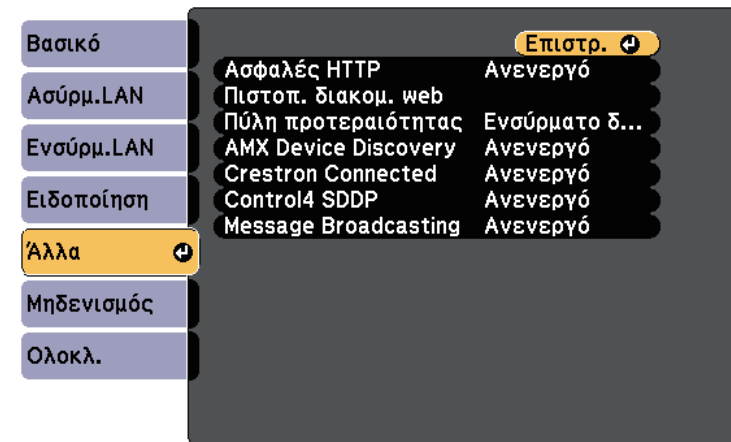 Βασικό
Ασύρμ.LAN
Ενσύρμ.LAN
Ειδοποίηση
Άλλα
Μηδενισμός
Ολοκλ.
Επιστρ.
Ασφαλές HTTP Ανενεργό
Πιστοπ. διακομ. web
Πύλη προτεραιότητας Ενσύρματο δ...
AMX Device Discovery Ανενεργό
Crestron Connected Ανενεργό
Control4 SDDP Ανενεργό
Message Broadcasting Ανενεργό